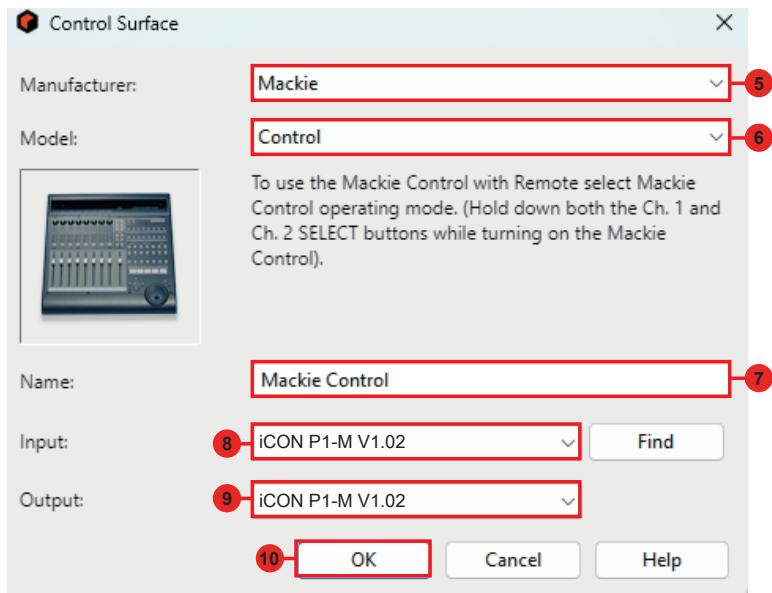 Control Surface
Manufacturer:
Mackie
5
Model:
Control
6
To use the Mackie Control with Remote select Mackie
Control operating mode. (Hold down both the Ch. 1 and
Ch. 2 SELECT buttons while turning on the Mackie
Control).
Name:
Mackie Control
7
Input:
8
iCON P1-M V1.02
Find
Output:
9
iCON P1-M V1.02
10
OK
Cancel
Help